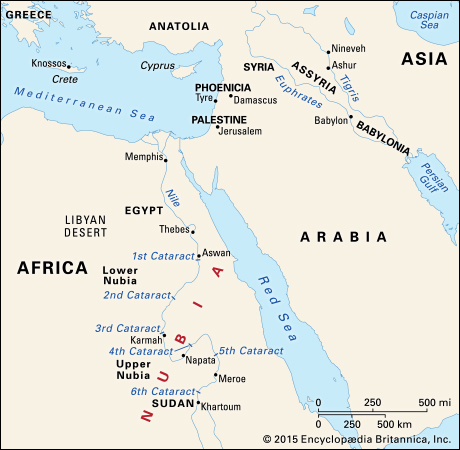 GREECE
ANATOLIA
Caspian
Sea
Nineveh
Ashur
ASIA
Knossos
Crete
Cyprus
SYRIA
ASSYRIA
Tigris
Euphrates
PHOENICIA
Tyre
Damascus
Mediterranean Sea
PALESTINE
Jerusalem
Babylon
BABYLONIA
Memphis
Persian
Gulf
Nile
EGYPT
LIBYAN
DESERT
Thebes
ARABIA
1st Cataract
Aswan
AFRICA
Lower
Nubia
2nd Cataract
Red Sea
NUBIA
3rd Cataract
Karmah
4th Cataract
5th Cataract
Napata
Upper
Nubia
Meroe
6th Cataract
SUDAN
Khartoum
0 250 500 mi
0 250 500 km
© 2015 Encyclopædia Britannica, Inc.